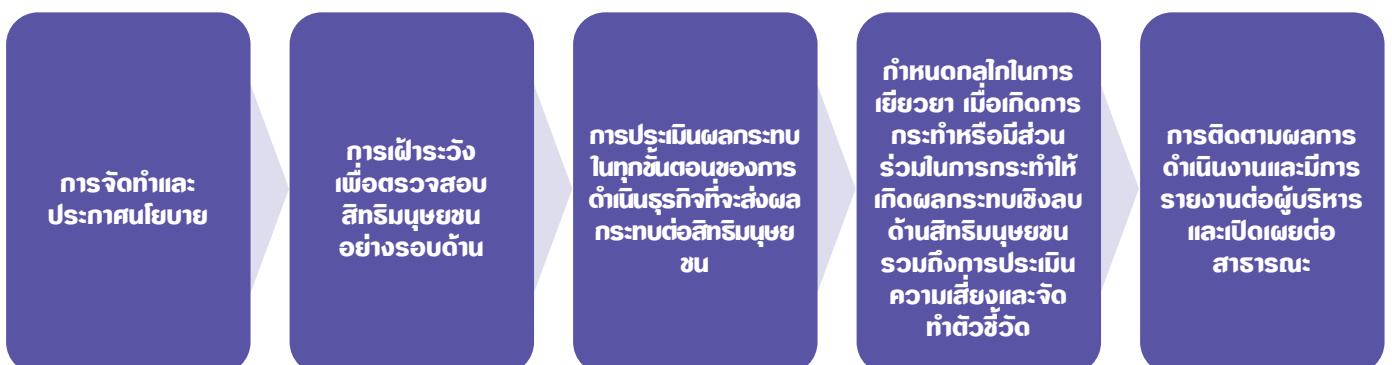 การจัดทำและ
ประกาศนโยบาย
การเฝ้าระวัง
เพื่อตรวจสอบ
สิทธิมนุษยชน
อย่างรอบด้าน
การประเมินผลกระทบ
ในทุกขั้นตอนของการ
ดำเนินธุรกิจที่จะส่งผล
กระทบต่อสิทธิมนุษย
ชน
กำหนดกลไกในการ
เยียวยา เมื่อเกิดการ
กระทำหรือมีส่วน
ร่วมในการกระทำให้
เกิดผลกระทบเชิงลบ
ด้านสิทธิมนุษยชน
รวมถึงการประเมิน
ความเสี่ยงและจัด
ทำตัวชี้วัด
การติดตามผลการ
ดำเนินงานและมีการ
รายงานต่อผู้บริหาร
และเปิดเผยต่อ
สาธารณะ